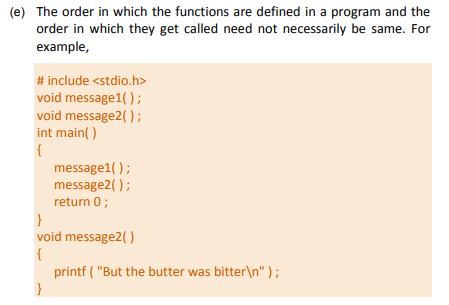 (e) The order in which the functions are defined in a program and the
order in which they get called need not necessarily be same. For
example,
# include <stdio.h>
void message1( ) ;
void message2( ) ;
int main( )
{
message1( ) ;
message2( ) ;
return 0 ;
}
void message2( )
{
printf ( "But the butter was bitter\n" ) ;
}